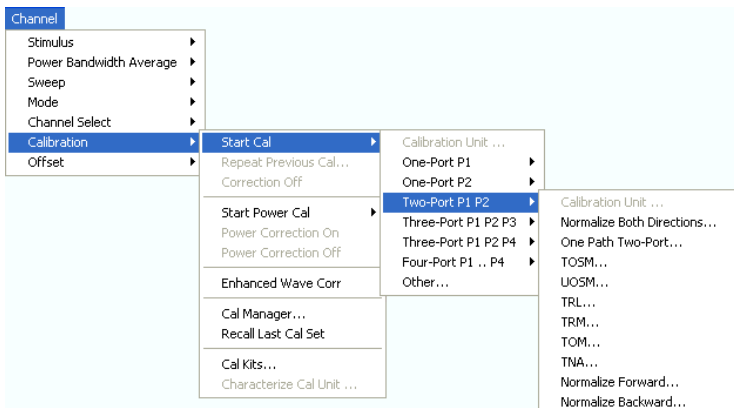 Channel
Stimulus
Power Bandwidth Average
Sweep
Mode
Channel Select
Calibration
Offset
Start Cal
Repeat Previous Cal...
Correction Off
Start Power Cal
Power Correction On
Power Correction Off
Enhanced Wave Corr
Cal Manager...
Recall Last Cal Set
Cal Kits...
Characterize Cal Unit ...
Calibration Unit ...
One-Port P1
One-Port P2
Two-Port P1 P2
Three-Port P1 P2 P3
Three-Port P1 P2 P4
Four-Port P1 .. P4
Other...
Calibration Unit ...
Normalize Both Directions...
One Path Two-Port...
TOSM...
UOSM...
TRL...
TRM...
TOM...
TNA...
Normalize Forward...
Normalize Backward...